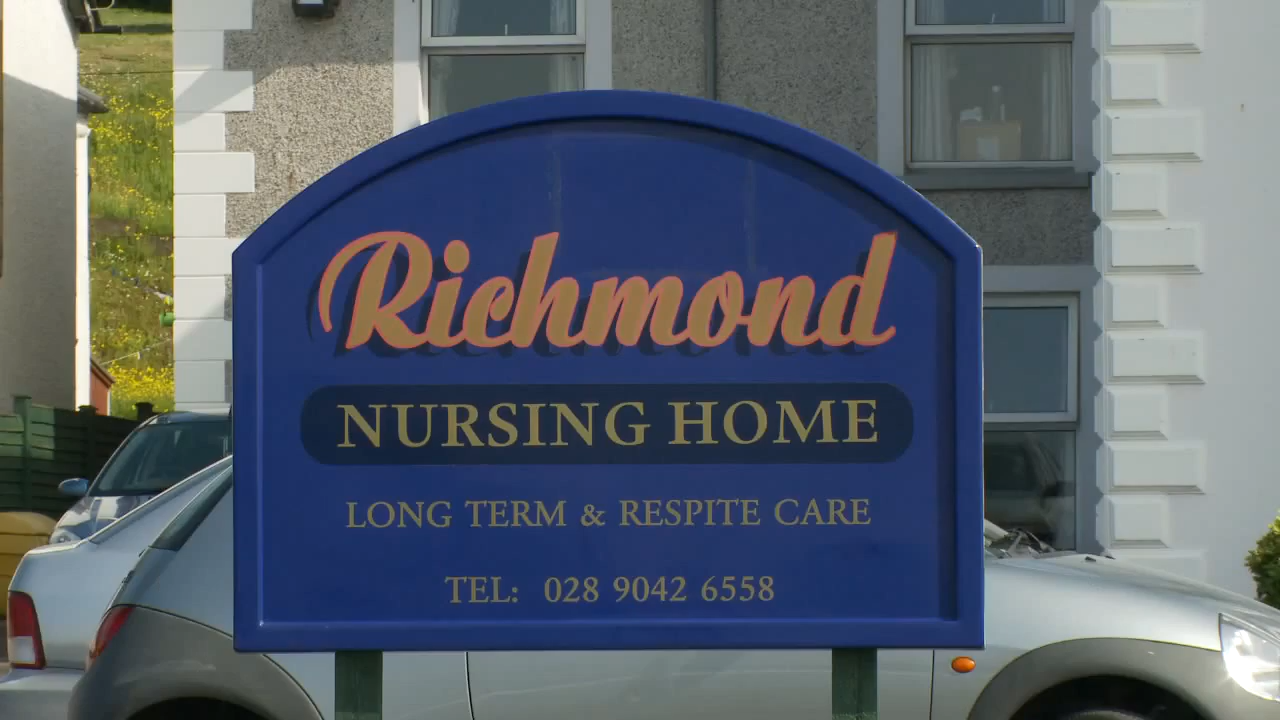 Richmond
NURSING HOME
LONG TERM & RESPITE CARE
TEL: 028 9042 6558